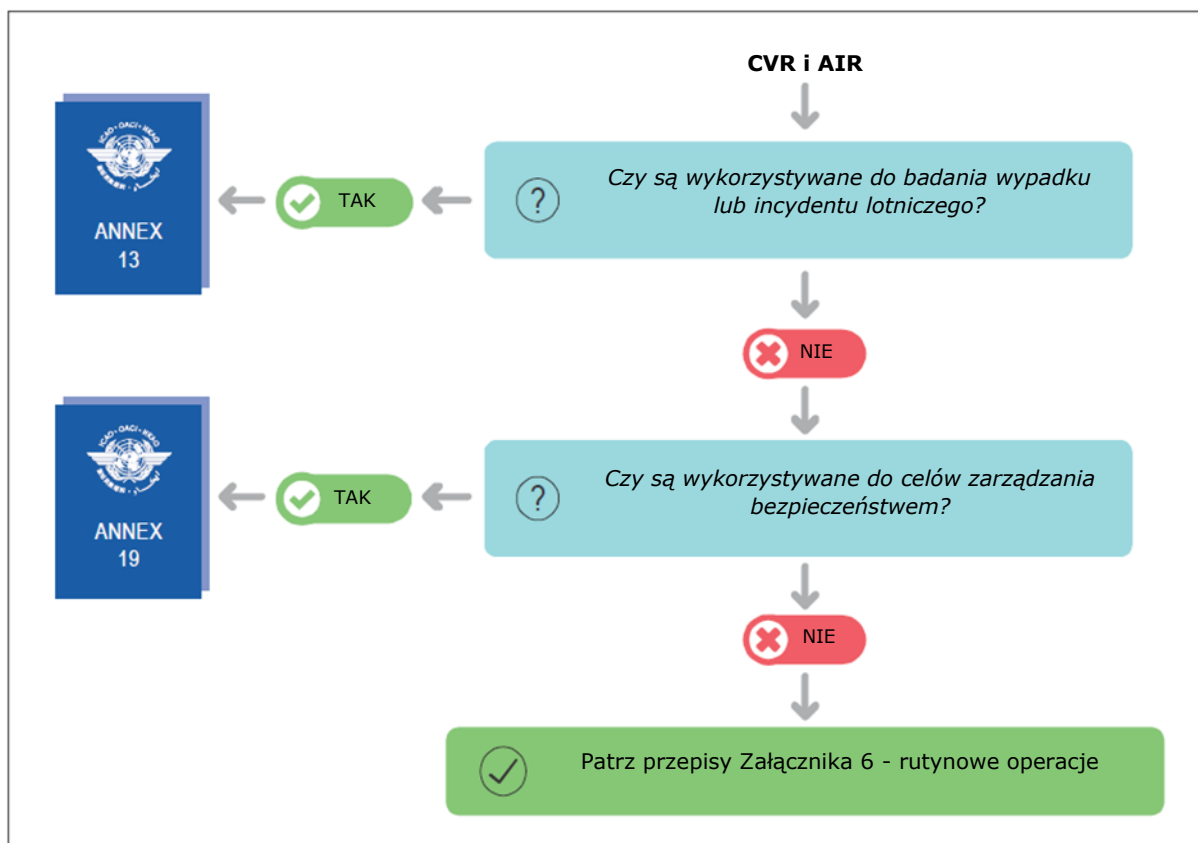 CVR i AIR
Czy są wykorzystywane do badania wypadku
lub incydentu lotniczego?
TAK
ANNEX
13
NIE
Czy są wykorzystywane do celów zarządzania
bezpieczeństwem?
TAK
ANNEX
19
NIE
Patrz przepisy Załącznika 6 - rutynowe operacje